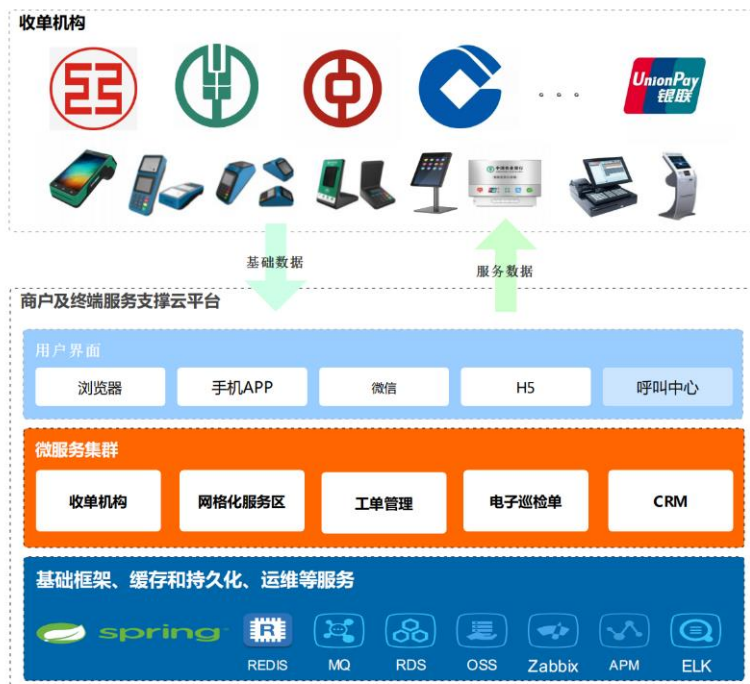 收单机构
UnionPay
银联
基础数据
服务数据
商户及终端服务支撑云平台
用户界面
浏览器
手机APP
微信
H5
呼叫中心
微服务集群
收单机构
网格化服务区
工单管理
电子巡检单
CRM
基础框架、缓存和持久化、运维等服务
spring
R
REDIS
MQ
RDS
OSS
Zabbix
APM
ELK